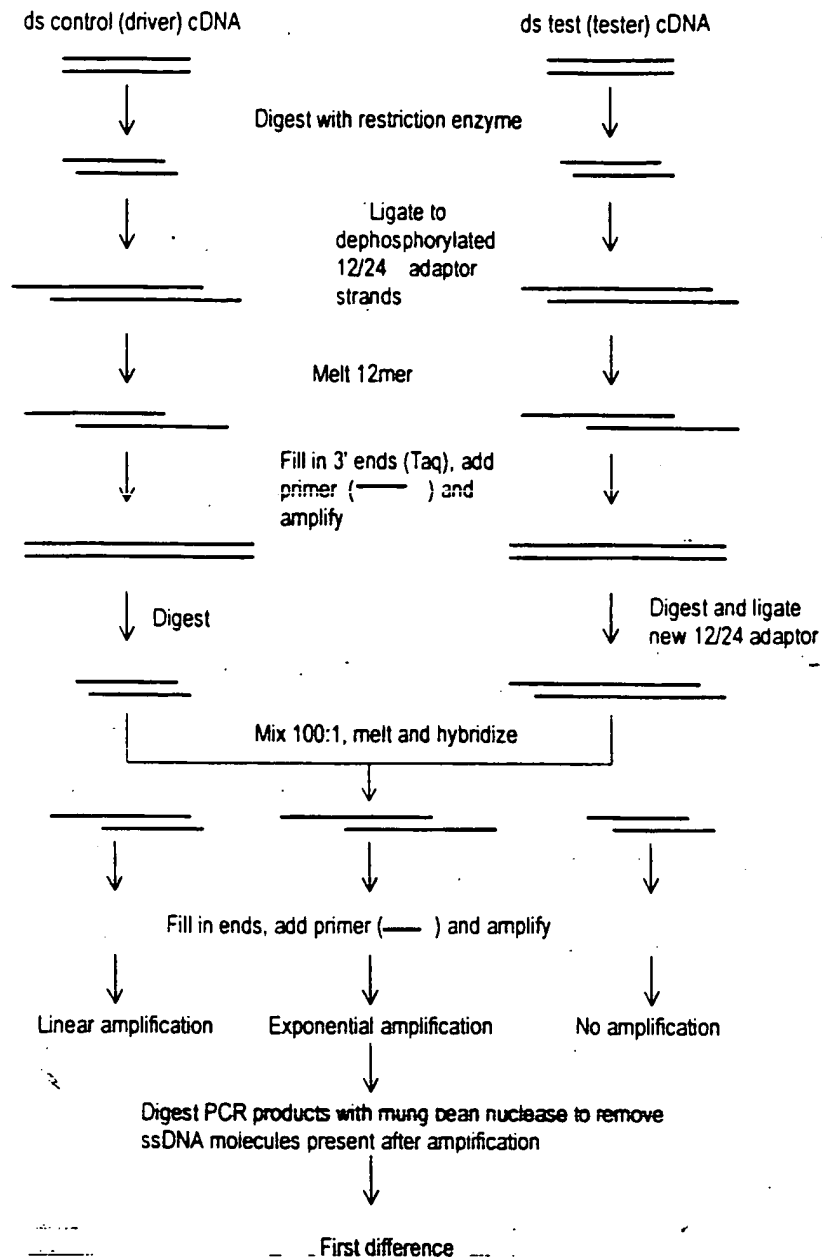 ds control (driver) cDNA
ds test (tester) cDNA
Digest with restriction enzyme
Ligate to
dephosphorylated
12/24 adaptor
strands
Melt 12mer
Fill in 3' ends (Taq), add
primer ( ) and
amplify
Digest
Digest and ligate
new 12/24 adaptor
Mix 100:1, melt and hybridize
Fill in ends, add primer ( ) and amplify
Linear amplification
Exponential amplification
No amplification
Digest PCR products with mung bean nuclease to remove
ssDNA molecules present after amplification
First difference